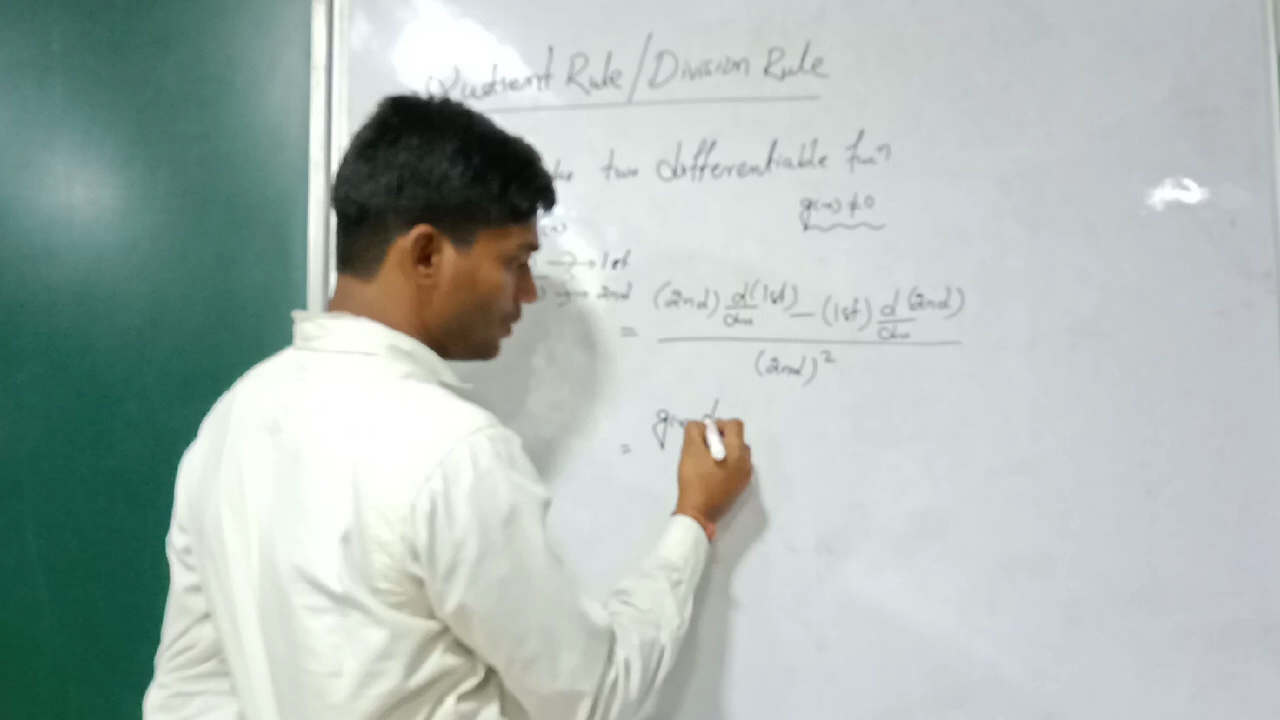 Quotient Rule/Division Rule
two differentiable fun?
g(x) ≠ 0
→ 1st
→ 2nd
= (2nd) d/dx (1st) - (1st) d/dx (2nd) / (2nd)²
= g(x)